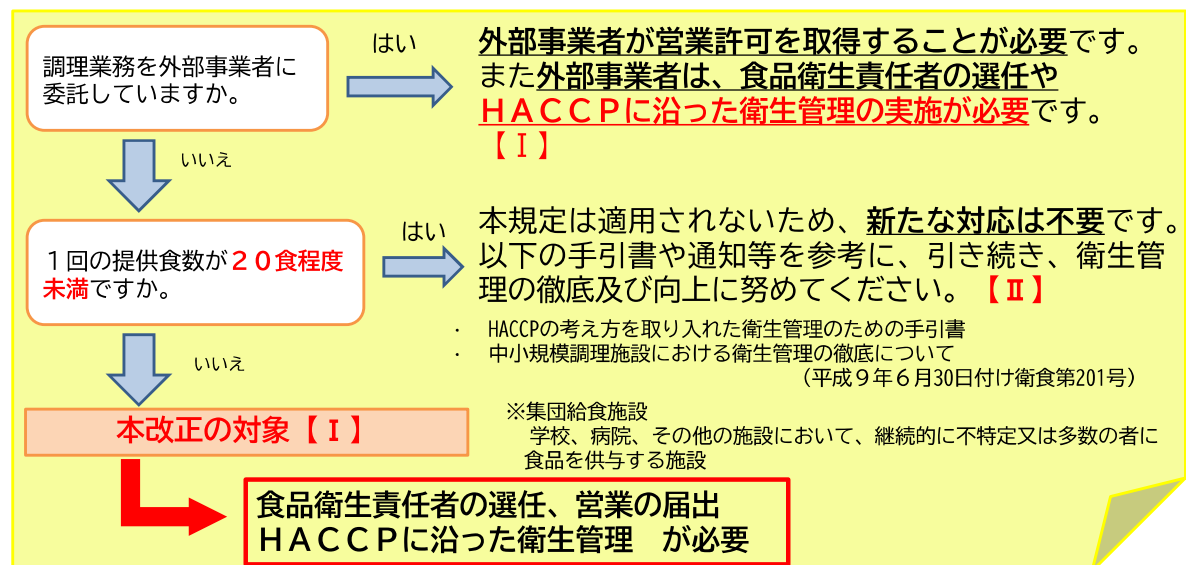 調理業務を外部事業者に
委託していますか。
はい
外部事業者が営業許可を取得することが必要です。
また外部事業者は、食品衛生責任者の選任や
ＨＡＣＣＰに沿った衛生管理の実施が必要です。
【Ⅰ】
いいえ
１回の提供食数が２０食程度
未満ですか。
はい
本規定は適用されないため、新たな対応は不要です。
以下の手引書や通知等を参考に、引き続き、衛生管
理の徹底及び向上に努めてください。【Ⅱ】
・ HACCPの考え方を取り入れた衛生管理のための手引書
・ 中小規模調理施設における衛生管理の徹底について
（平成９年６月30日付け衛食第201号）
いいえ
本改正の対象【Ⅰ】
※集団給食施設
学校、病院、その他の施設において、継続的に不特定又は多数の者に
食品を供与する施設
食品衛生責任者の選任、営業の届出
ＨＡＣＣＰに沿った衛生管理　が必要